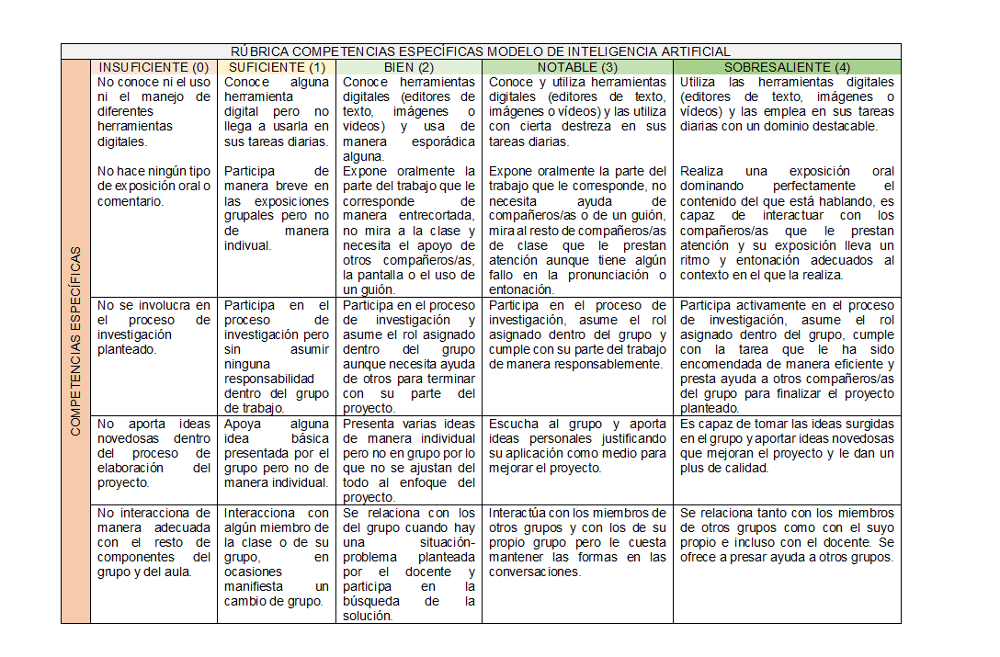 RÚBRICA COMPETENCIAS ESPECÍFICAS MODELO DE INTELIGENCIA ARTIFICIAL
COMPETENCIAS ESPECÍFICAS
INSUFICIENTE (0)
SUFICIENTE (1)
BIEN (2)
NOTABLE (3)
SOBRESALIENTE (4)
No conoce ni el uso
ni el manejo de
diferentes
herramientas
digitales.
Conoce alguna
herramienta
digital pero no
llega a usarla en
sus tareas diarias.
Conoce herramientas
digitales (editores de
texto, imágenes o
videos) y usa de
manera esporádica
alguna.
Conoce y utiliza herramientas
digitales (editores de texto,
imágenes o vídeos) y las utiliza
con cierta destreza en sus
tareas diarias.
Utiliza las herramientas digitales
(editores de texto, imágenes o
vídeos) y las emplea en sus tareas
diarias con un dominio destacable.
No hace ningún tipo
de exposición oral o
comentario.
Participa de
manera breve en
las exposiciones
grupales pero no
de manera
indivual.
Expone oralmente la
parte del trabajo que le
corresponde de
manera entrecortada,
no mira a la clase y
necesita el apoyo de
otros compañeros/as,
la pantalla o el uso de
un guión.
Expone oralmente la parte del
trabajo que le corresponde, no
necesita ayuda de
compañeros/as o de un guión,
mira al resto de compañeros/as
de clase que le prestan
atención aunque tiene algún
fallo en la pronunciación o
entonación.
Realiza una exposición oral
dominando perfectamente el
contenido del que está hablando, es
capaz de interactuar con los
compañeros/as que le prestan
atención y su exposición lleva un
ritmo y entonación adecuados al
contexto en el que la realiza.
No se involucra en
el proceso de
investigación
planteado.
Participa en el
proceso de
investigación pero
sin asumir
ninguna
responsabilidad
dentro del grupo
de trabajo.
Participa en el proceso
de investigación y
asume el rol asignado
dentro del grupo
aunque necesita ayuda
de otros para terminar
con su parte del
proyecto.
Participa en el proceso de
investigación, asume el rol
asignado dentro del grupo y
cumple con su parte del trabajo
de manera responsablemente.
Participa activamente en el proceso
de investigación, asume el rol
asignado dentro del grupo, cumple
con la tarea que le ha sido
encomendada de manera eficiente y
presta ayuda a otros compañeros/as
del grupo para finalizar el proyecto
planteado.
No aporta ideas
novedosas dentro
del proceso de
elaboración del
proyecto.
Apoya alguna
idea básica
presentada por el
grupo pero no de
manera individual.
Presenta varias ideas
de manera individual
pero no en grupo por lo
que no se ajustan del
todo al enfoque del
proyecto.
Escucha al grupo y aporta
ideas personales justificando
su aplicación como medio para
mejorar el proyecto.
Es capaz de tomar las ideas surgidas
en el grupo y aportar ideas novedosas
que mejoran el proyecto y le dan un
plus de calidad.
No interacciona de
manera adecuada
con el resto de
componentes del
grupo y del aula.
Interacciona con
algún miembro de
la clase o de su
grupo, en
ocasiones
manifiesta un
cambio de grupo.
Se relaciona con los
del grupo cuando hay
una situación-
problema planteada
por el docente y
participa en la
búsqueda de la
solución.
Interactúa con los miembros de
otros grupos y con los de su
propio grupo pero le cuesta
mantener las formas en las
conversaciones.
Se relaciona tanto con los miembros
de otros grupos como con el suyo
propio e incluso con el docente. Se
ofrece a presar ayuda a otros grupos.